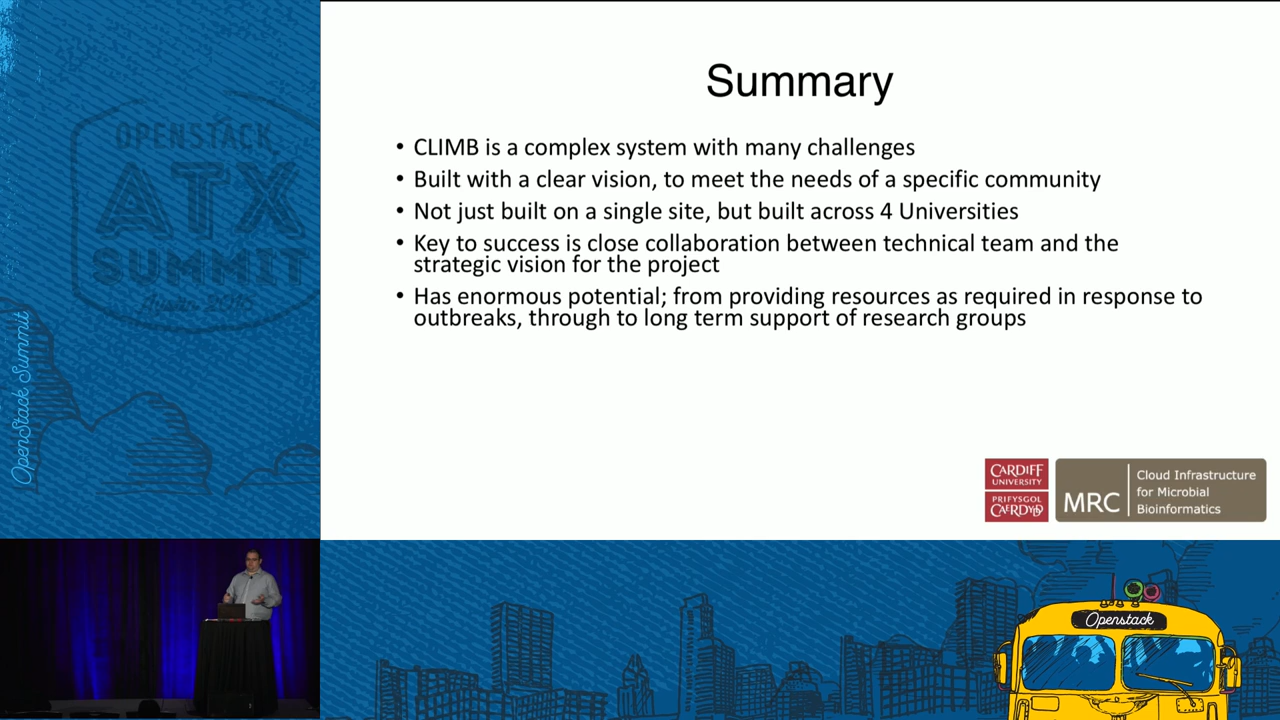 OPENSTACK
ATX
SUMMIT
Austin 2016
OpenStack Summit
Summary
• CLIMB is a complex system with many challenges
• Built with a clear vision, to meet the needs of a specific community
• Not just built on a single site, but built across 4 Universities
• Key to success is close collaboration between technical team and the
strategic vision for the project
• Has enormous potential; from providing resources as required in response to
outbreaks, through to long term support of research groups
CARDIFF
UNIVERSITY
PRIFYSGOL
CAERDYDD
MRC
Cloud Infrastructure
for Microbial
Bioinformatics
Openstack